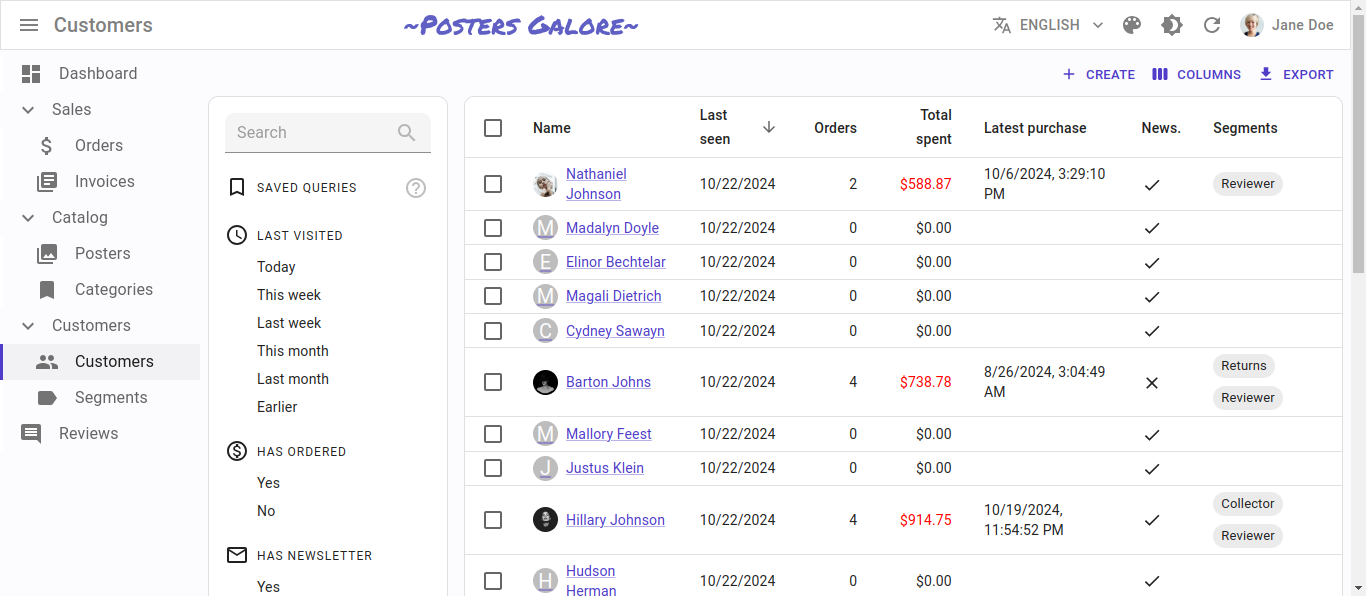 Customers
~Posters Galore~
ENGLISH
Jane Doe
Dashboard
Sales
Orders
Invoices
Catalog
Posters
Categories
Customers
Customers
Segments
Reviews
CREATE
COLUMNS
EXPORT
Search
SAVED QUERIES
?
LAST VISITED
Today
This week
Last week
This month
Last month
Earlier
HAS ORDERED
Yes
No
HAS NEWSLETTER
Yes
Name
Last seen
Orders
Total spent
Latest purchase
News.
Segments
Nathaniel Johnson 10/22/2024 2 $588.87 10/6/2024, 3:29:10 PM Reviewer
M Madalyn Doyle 10/22/2024 0 $0.00
E Elinor Bechtelar 10/22/2024 0 $0.00
M Magali Dietrich 10/22/2024 0 $0.00
C Cydney Sawayn 10/22/2024 0 $0.00
Barton Johns 10/22/2024 4 $738.78 8/26/2024, 3:04:49 AM Returns Reviewer
M Mallory Feest 10/22/2024 0 $0.00
J Justus Klein 10/22/2024 0 $0.00
Hillary Johnson 10/22/2024 4 $914.75 10/19/2024, 11:54:52 PM Collector Reviewer
H Hudson Herman 10/22/2024 0 $0.00